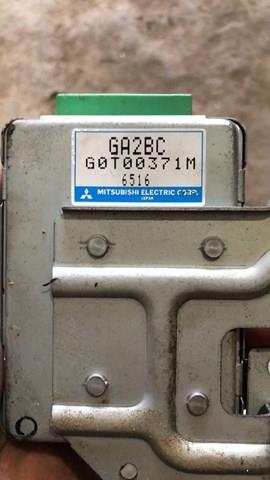 GA2BC
G0T00371M
6516
MITSUBISHI ELECTRIC CORP.
JAPAN